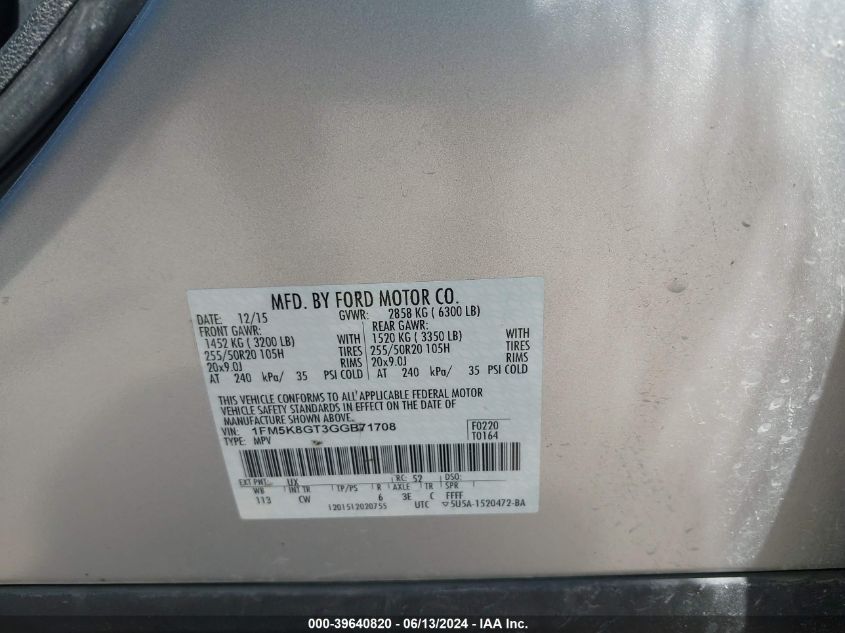 MFD. BY FORD MOTOR CO.
DATE: 12/15 GVWR: 2858 KG ( 6300 LB)
FRONT GAWR: REAR GAWR:
1452 KG ( 3200 LB) WITH 1520 KG ( 3350 LB) WITH
255/50R20 105H TIRES 255/50R20 105H TIRES
20x9.0J RIMS 20x9.0J RIMS
AT 240 kPa/ 35 PSI COLD AT 240 kPa/ 35 PSI COLD
THIS VEHICLE CONFORMS TO ALL APPLICABLE FEDERAL MOTOR
VEHICLE SAFETY STANDARDS IN EFFECT ON THE DATE OF
MANUFACTURE SHOWN ABOVE.
VIN: 1FM5K8GT3GGB71708 F0220
TYPE: MPV T0164
EXT PNT: UX RC: 52 DSO:
WB INT TR TP/PS R AXLE TR SPR
113 CW 6 3E C FFFF
1201512020755 UTC ▽5U5A-1520472-BA
000-39640820 - 06/13/2024 - IAA Inc.